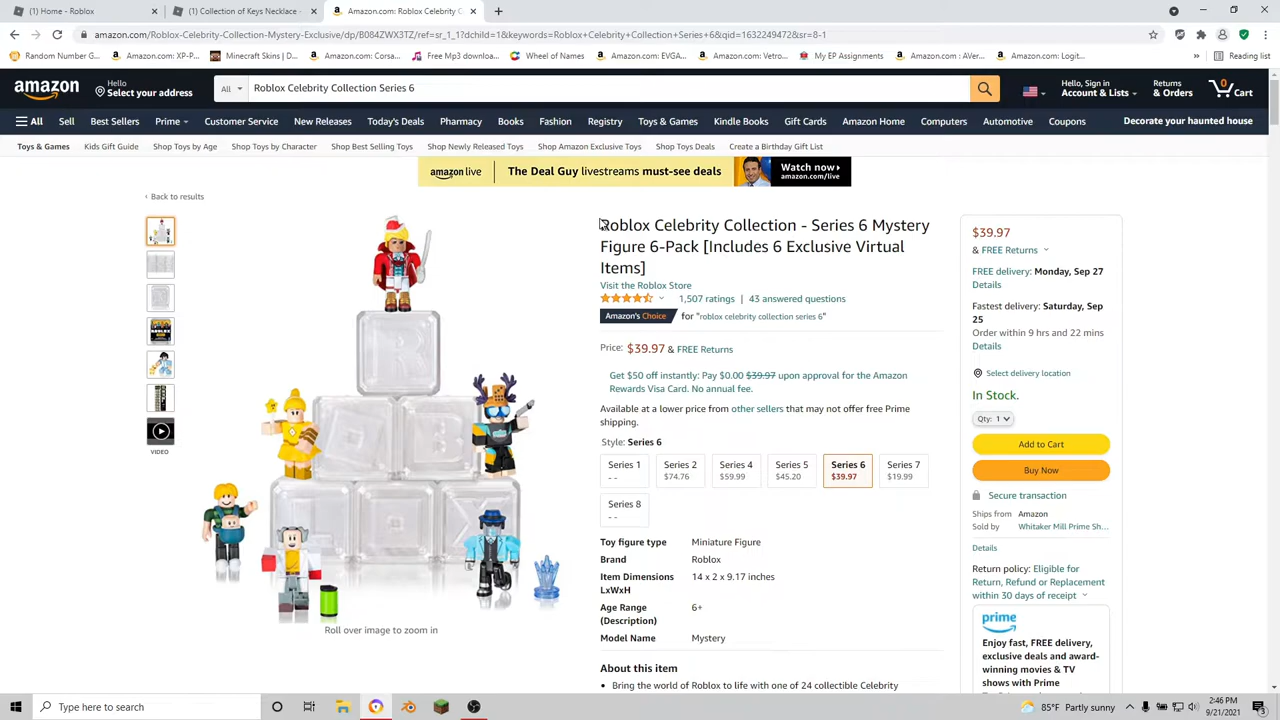 (1) Home - Roblox
(1) Collection of Keys Necklace -
Amazon.com: Roblox Celebrity C
amazon.com/Roblox-Celebrity-Collection-Mystery-Exclusive/dp/B084ZWX3TZ/ref=sr_1_1?dchild=1&keywords=Roblox+Celebrity+Collection+Series+6&qid=1632249472&sr=8-1
Random Number G...
Amazon.com: XP-P...
Minecraft Skins | D...
Amazon.com: Corsa...
Free Mp3 downloa...
Wheel of Names
Amazon.com: EVGA...
Amazon.com: Vetro...
My EP Assignments
Amazon.com : AVer...
Amazon.com: Logit...
Reading list
amazon
Hello
Select your address
All
Roblox Celebrity Collection Series 6
Hello, Sign in
Account & Lists
Returns
& Orders
0
Cart
All
Sell
Best Sellers
Prime
Customer Service
New Releases
Today's Deals
Pharmacy
Books
Fashion
Registry
Toys & Games
Kindle Books
Gift Cards
Amazon Home
Computers
Automotive
Coupons
Decorate your haunted house
Toys & Games
Kids Gift Guide
Shop Toys by Age
Shop Toys by Character
Shop Best Selling Toys
Shop Newly Released Toys
Shop Amazon Exclusive Toys
Shop Toys Deals
Create a Birthday Gift List
amazon live
The Deal Guy livestreams must-see deals
Watch now
amazon.com/live
‹ Back to results
Roblox Celebrity Collection - Series 6 Mystery
Figure 6-Pack [Includes 6 Exclusive Virtual
Items]
Visit the Roblox Store
1,507 ratings | 43 answered questions
Amazon's Choice for "roblox celebrity collection series 6"
Price: $39.97 & FREE Returns
Get $50 off instantly: Pay $0.00 $39.97 upon approval for the Amazon
Rewards Visa Card. No annual fee.
Available at a lower price from other sellers that may not offer free Prime
shipping.
Style: Series 6
Series 1
- -
Series 2
$74.76
Series 4
$59.99
Series 5
$45.20
Series 6
$39.97
Series 7
$19.99
Series 8
- -
Toy figure type Miniature Figure
Brand Roblox
Item Dimensions 14 x 2 x 9.17 inches
LxWxH
Age Range 6+
(Description)
Model Name Mystery
About this item
• Bring the world of Roblox to life with one of 24 collectible Celebrity
VIDEO
Roll over image to zoom in
$39.97
& FREE Returns
FREE delivery: Monday, Sep 27
Details
Fastest delivery: Saturday, Sep
25
Order within 9 hrs and 22 mins
Details
Select delivery location
In Stock.
Qty: 1
Add to Cart
Buy Now
Secure transaction
Ships from Amazon
Sold by Whitaker Mill Prime Sh...
Details
Return policy: Eligible for
Return, Refund or Replacement
within 30 days of receipt
prime
Enjoy fast, FREE delivery,
exclusive deals and award-
winning movies & TV
shows with Prime
Type here to search
85°F Partly sunny
2:46 PM
9/21/2021
3